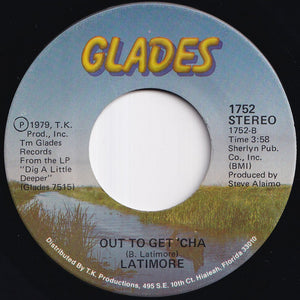 GLADES
Ⓟ1979, T.K.
Prod., Inc.
Tm Glades
Records
From the LP
"Dig A Little
Deeper"
(Glades 7515)
1752
STEREO
1752-B
Time 3:58
Sherlyn Pub.
Co., Inc.
(BMI)
Produced by
Steve Alaimo
OUT TO GET 'CHA
(B. Latimore)
LATIMORE
Distributed By T.K. Productions, 495 S.E. 10th Ct. Hialeah, Florida 33010